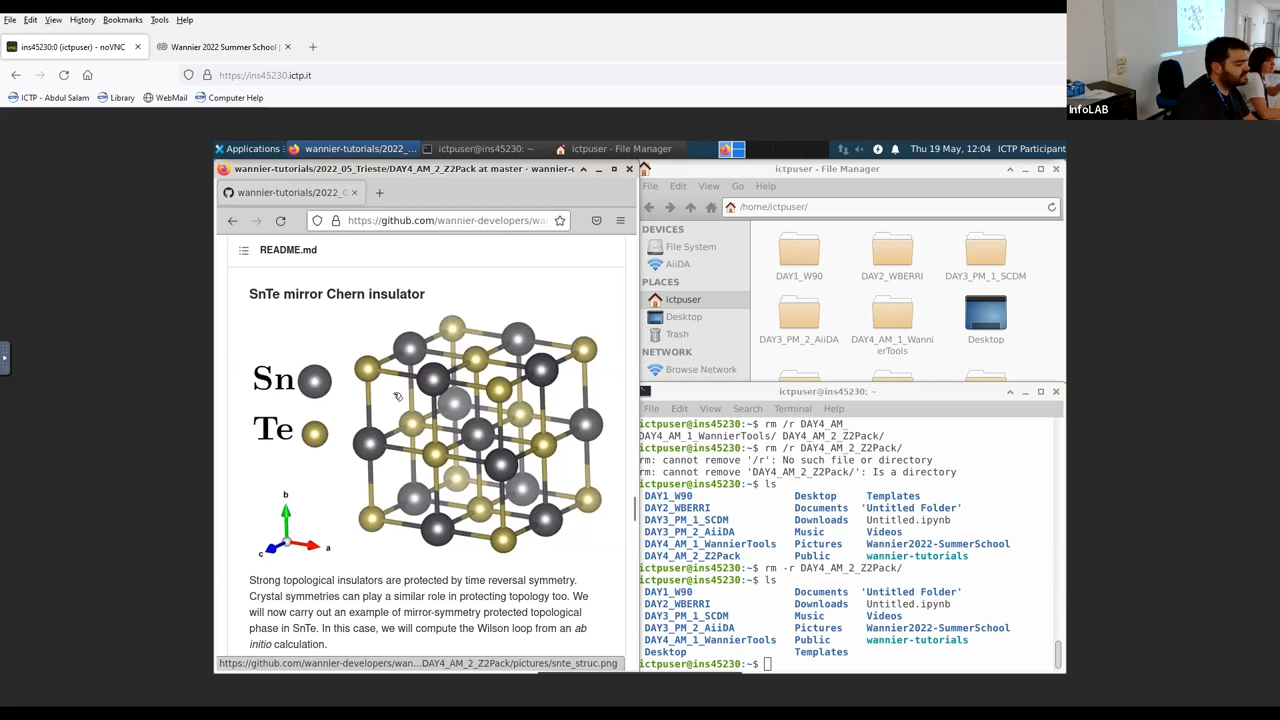 File Edit View History Bookmarks Tools Help
ins45230:0 (ictpuser) - noVNC
Wannier 2022 Summer School |
https://ins45230.ictp.it
ICTP - Abdul Salam Library WebMail Computer Help
InfoLAB
Applications wannier-tutorials/2022_... ictpuser@ins45230: ~ ictpuser - File Manager Thu 19 May, 12:04 ICTP Participant
wannier-tutorials/2022_05_Trieste/DAY4_AM_2_Z2Pack at master · wannier-c
wannier-tutorials/2022_0
https://github.com/wannier-developers/wa
README.md
SnTe mirror Chern insulator
Sn
Te
b
c
a
Strong topological insulators are protected by time reversal symmetry.
Crystal symmetries can play a similar role in protecting topology too. We
will now carry out an example of mirror-symmetry protected topological
phase in SnTe. In this case, we will compute the Wilson loop from an ab
initio calculation.
https://github.com/wannier-developers/wan...DAY4_AM_2_Z2Pack/pictures/snte_struc.png
ictpuser - File Manager
File Edit View Go Help
/home/ictpuser/
DEVICES
File System
AiiDA
PLACES
ictpuser
Desktop
Trash
NETWORK
Browse Network
DAY1_W90
DAY2_WBERRI
DAY3_PM_1_SCDM
DAY3_PM_2_AiiDA
DAY4_AM_1_Wanni
erTools
Desktop
ictpuser@ins45230: ~
File Edit View Search Terminal Help
ictpuser@ins45230:~$ rm /r DAY4_AM_
DAY4_AM_1_WannierTools/ DAY4_AM_2_Z2Pack/
ictpuser@ins45230:~$ rm /r DAY4_AM_2_Z2Pack/
rm: cannot remove '/r': No such file or directory
rm: cannot remove 'DAY4_AM_2_Z2Pack/': Is a directory
ictpuser@ins45230:~$ ls
DAY1_W90 Desktop Templates
DAY2_WBERRI Documents 'Untitled Folder'
DAY3_PM_1_SCDM Downloads Untitled.ipynb
DAY3_PM_2_AiiDA Music Videos
DAY4_AM_1_WannierTools Pictures Wannier2022-SummerSchool
DAY4_AM_2_Z2Pack Public wannier-tutorials
ictpuser@ins45230:~$ rm -r DAY4_AM_2_Z2Pack/
ictpuser@ins45230:~$ ls
DAY1_W90 Documents 'Untitled Folder'
DAY2_WBERRI Downloads Untitled.ipynb
DAY3_PM_1_SCDM Music Videos
DAY3_PM_2_AiiDA Pictures Wannier2022-SummerSchool
DAY4_AM_1_WannierTools Public wannier-tutorials
Desktop Templates
ictpuser@ins45230:~$